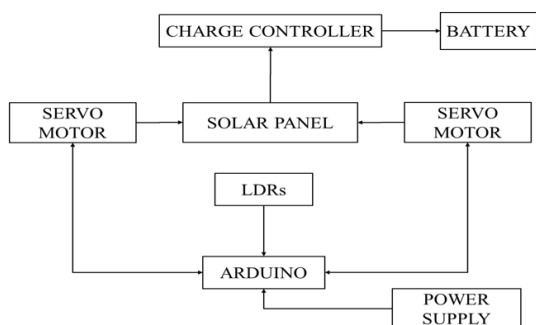 CHARGE CONTROLLER
BATTERY
SERVO
MOTOR
SOLAR PANEL
SERVO
MOTOR
LDRs
ARDUINO
POWER
SUPPLY